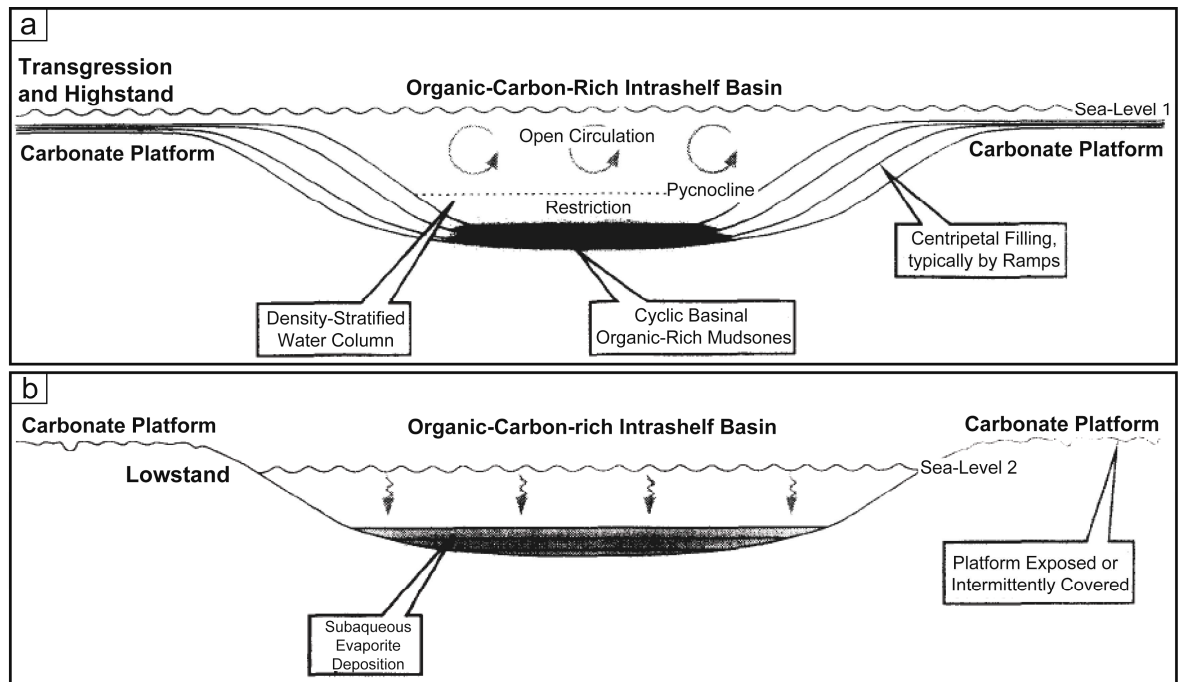 a
Transgression
and Highstand
Organic-Carbon-Rich Intrashelf Basin
Sea-Level 1
Carbonate Platform
Open Circulation
Carbonate Platform
Pycnocline
Restriction
Centripetal Filling,
typically by Ramps
Density-Stratified
Water Column
Cyclic Basinal
Organic-Rich Mudsones
b
Carbonate Platform
Organic-Carbon-rich Intrashelf Basin
Carbonate Platform
Lowstand
Sea-Level 2
Platform Exposed or
Intermittently Covered
Subaqueous
Evaporite
Deposition